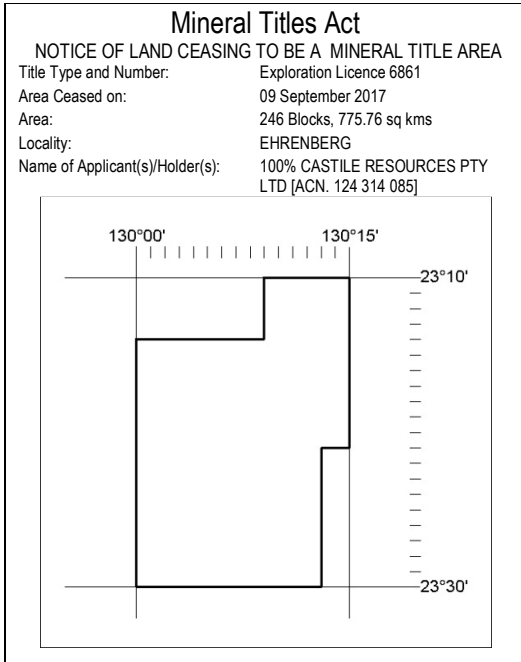 Mineral Titles Act
NOTICE OF LAND CEASING TO BE A MINERAL TITLE AREA
Title Type and Number: Exploration Licence 6861
Area Ceased on: 09 September 2017
Area: 246 Blocks, 775.76 sq kms
Locality: EHRENBERG
Name of Applicant(s)/Holder(s): 100% CASTILE RESOURCES PTY
LTD [ACN. 124 314 085]
130°00' 130°15'
23°10'
23°30'